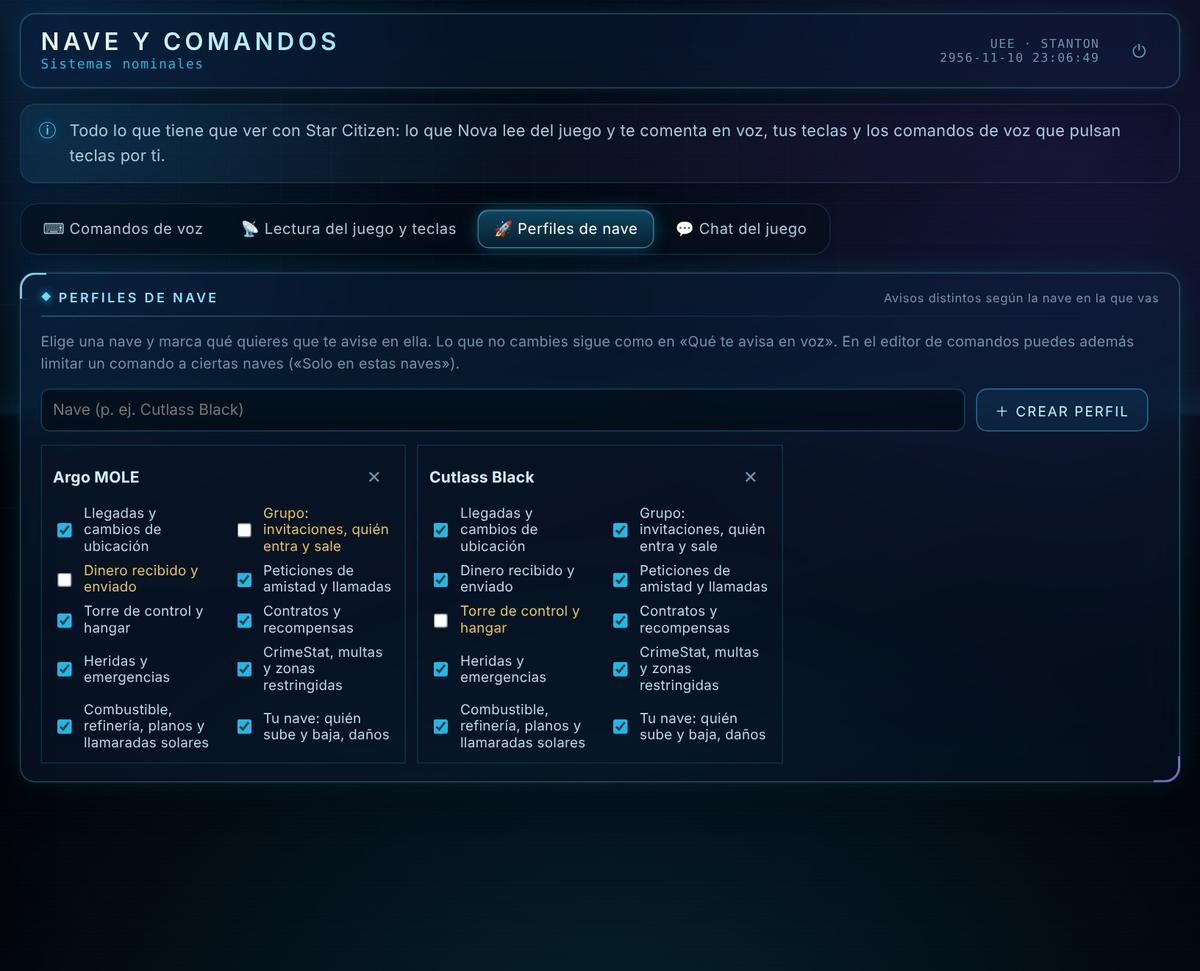 NAVE Y COMANDOS
Sistemas nominales
UEE · STANTON
2956-11-10 23:06:49
Todo lo que tiene que ver con Star Citizen: lo que Nova lee del juego y te comenta en voz, tus teclas y los comandos de voz que pulsan
teclas por ti.
Comandos de voz
Lectura del juego y teclas
Perfiles de nave
Chat del juego
PERFILES DE NAVE
Avisos distintos según la nave en la que vas
Elige una nave y marca qué quieres que te avise en ella. Lo que no cambies sigue como en «Qué te avisa en voz». En el editor de comandos puedes además
limitar un comando a ciertas naves («Solo en estas naves»).
Nave (p. ej. Cutlass Black)
+ CREAR PERFIL
Argo MOLE
Llegadas y
cambios de
ubicación
Grupo:
invitaciones, quién
entra y sale
Dinero recibido y
enviado
Peticiones de
amistad y llamadas
Torre de control y
hangar
Contratos y
recompensas
Heridas y
emergencias
CrimeStat, multas
y zonas
restringidas
Combustible,
refinería, planos y
llamaradas solares
Tu nave: quién
sube y baja, daños
Cutlass Black
Llegadas y
cambios de
ubicación
Grupo:
invitaciones, quién
entra y sale
Dinero recibido y
enviado
Peticiones de
amistad y llamadas
Torre de control y
hangar
Contratos y
recompensas
Heridas y
emergencias
CrimeStat, multas
y zonas
restringidas
Combustible,
refinería, planos y
llamaradas solares
Tu nave: quién
sube y baja, daños